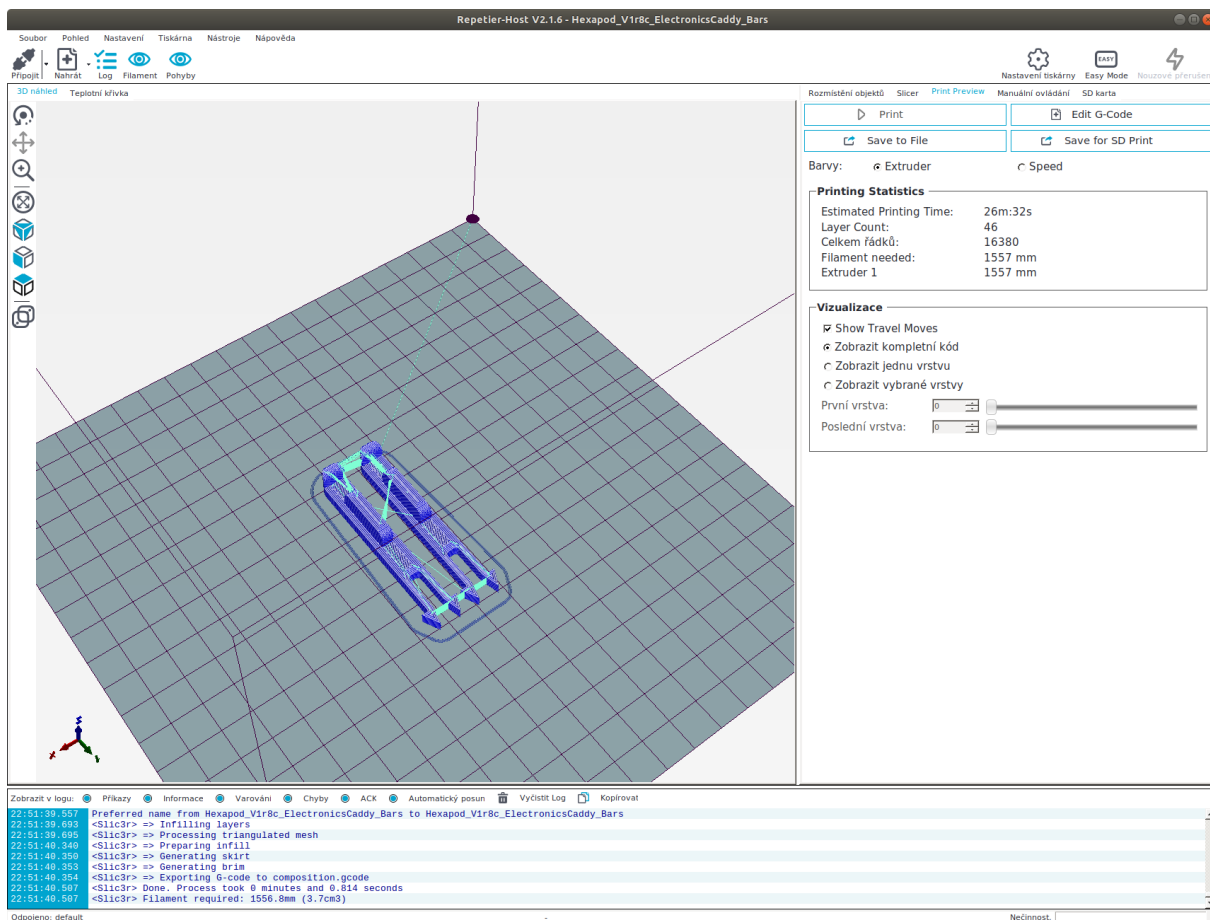 Repetier-Host V2.1.6 - Hexapod_V1r8c_ElectronicsCaddy_Bars
Soubor Pohled Nastavení Tiskárna Nástroje Nápověda
Připojit Nahrát Log Filament Pohyby Nastavení tiskárny EASY Easy Mode Nouzové přerušen
3D náhled Teplotní křivka
Rozmístění objektů Slicer Print Preview Manuální ovládání SD karta
Print Edit G-Code
Save to File Save for SD Print
Barvy: Extruder Speed
Printing Statistics
Estimated Printing Time: 26m:32s
Layer Count: 46
Celkem řádků: 16380
Filament needed: 1557 mm
Extruder 1 1557 mm
Vizualizace
Show Travel Moves
Zobrazit kompletní kód
Zobrazit jednu vrstvu
Zobrazit vybrané vrstvy
První vrstva: 0
Poslední vrstva: 0
Zobrazit v logu: Příkazy Informace Varování Chyby ACK Automatický posun Vyčistit Log Kopírovat
22:51:39.557 Preferred name from Hexapod_V1r8c_ElectronicsCaddy_Bars to Hexapod_V1r8c_ElectronicsCaddy_Bars
22:51:39.693 <Slic3r> => Infilling layers
22:51:39.695 <Slic3r> => Processing triangulated mesh
22:51:40.340 <Slic3r> => Preparing infill
22:51:40.350 <Slic3r> => Generating skirt
22:51:40.353 <Slic3r> => Generating brim
22:51:40.354 <Slic3r> => Exporting G-code to composition.gcode
22:51:40.507 <Slic3r> Done. Process took 0 minutes and 0.814 seconds
22:51:40.507 <Slic3r> Filament required: 1556.8mm (3.7cm3)
Odpojeno: default - Nečinnost.